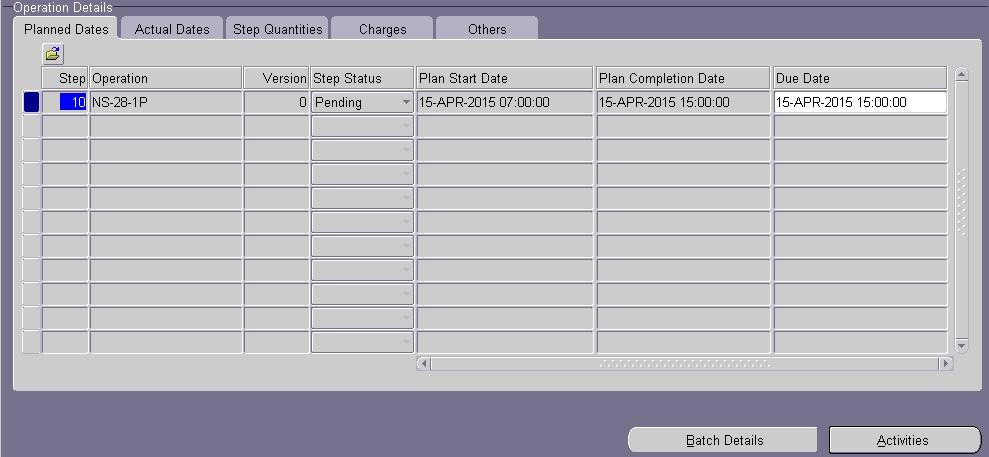 Operation Details
Planned Dates Actual Dates Step Quantities Charges Others
Step Operation Version Step Status Plan Start Date Plan Completion Date Due Date
10 NS-28-1P 0 Pending 15-APR-2015 07:00:00 15-APR-2015 15:00:00 15-APR-2015 15:00:00
Batch Details Activities